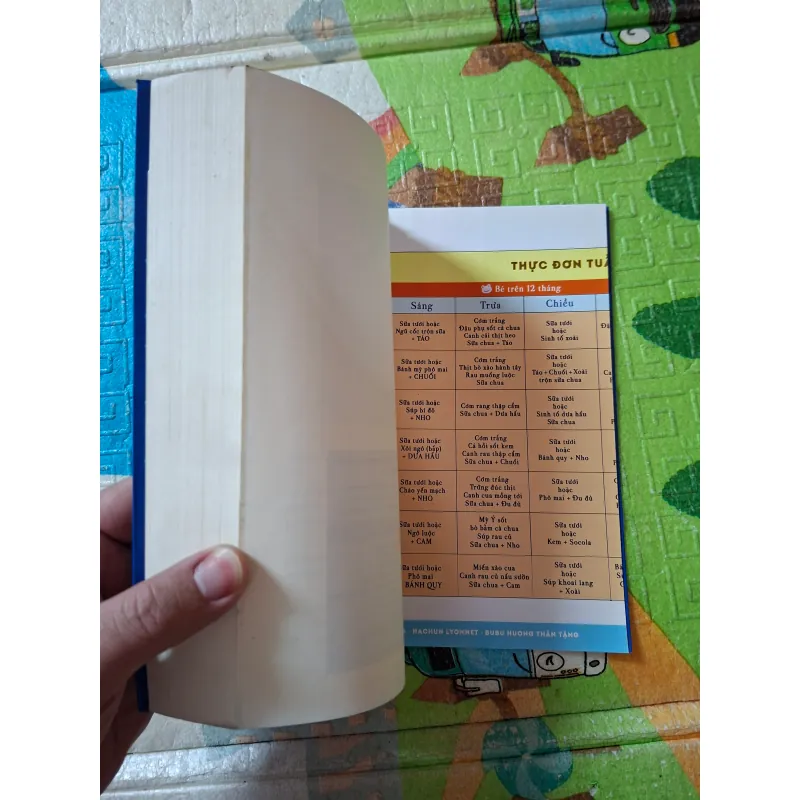 THỰC ĐƠN TUẦ
Bé trên 12 tháng
Sáng
Trưa
Chiều
Sữa tươi hoặc
Ngũ cốc trộn sữa
+ TÁO
Cơm trắng
Đậu phụ sốt cà chua
Canh cải thịt heo
Sữa chua + Táo
Sữa tươi
hoặc
Sinh tố xoài
Sữa tươi hoặc
Bánh mỳ phô mai
+ CHUỐI
Cơm trắng
Thịt bò xào hành tây
Rau muống luộc
Sữa chua
Sữa tươi
hoặc
Táo + Chuối + Xoài
trộn sữa chua
Sữa tươi hoặc
Súp bí đỏ
+ NHO
Cơm rang thập cẩm
Sữa chua + Dưa hấu
Sữa tươi
hoặc
Sinh tố dưa hấu
Sữa chua
Sữa tươi hoặc
Xôi ngô (bắp)
+ DƯA HẤU
Cơm trắng
Cá hồi sốt kem
Canh rau thập cẩm
Sữa chua + Chuối
Sữa tươi
hoặc
Bánh quy + Nho
Sữa tươi hoặc
Cháo yến mạch
+ NHO
Cơm trắng
Trứng đúc thịt
Canh cua mồng tơi
Sữa chua + Đu đủ
Sữa tươi
hoặc
Phô mai + Đu đủ
Sữa tươi hoặc
Ngô luộc
+ CAM
Mỳ Ý sốt
bò bằm cà chua
Súp rau củ
Sữa chua + Nho
Sữa tươi
hoặc
Kem + Socola
Sữa tươi hoặc
Phô mai
BÁNH QUY
Miến xào cua
Canh rau củ nấu sườn
Sữa chua + Cam
Sữa tươi
hoặc
Súp khoai lang
+ Xoài
HACHUN LYONNET - BUBU HƯƠNG THÂN TẶNG